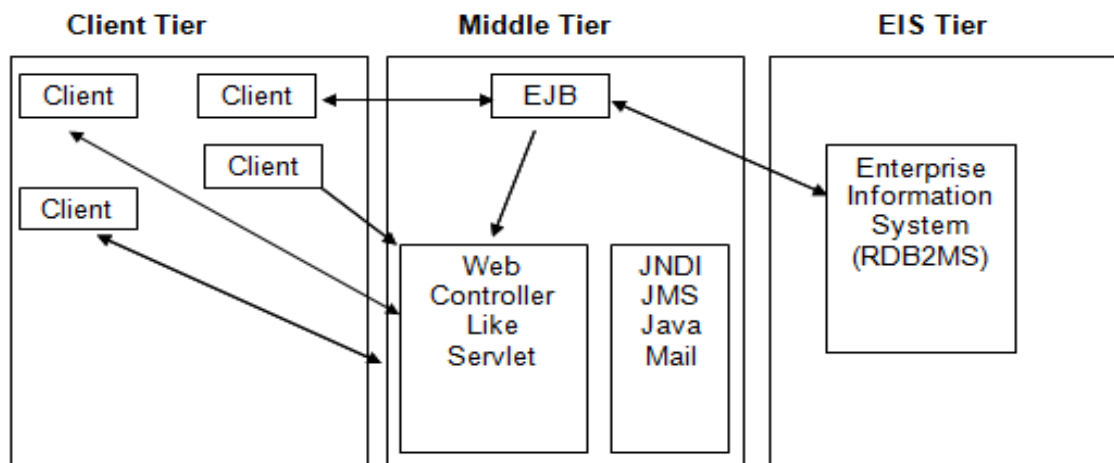 Client Tier
Middle Tier
EIS Tier
Client
Client
EJB
Client
Client
Enterprise
Information
System
(RDB2MS)
Web
Controller
Like
Servlet
JNDI
JMS
Java
Mail